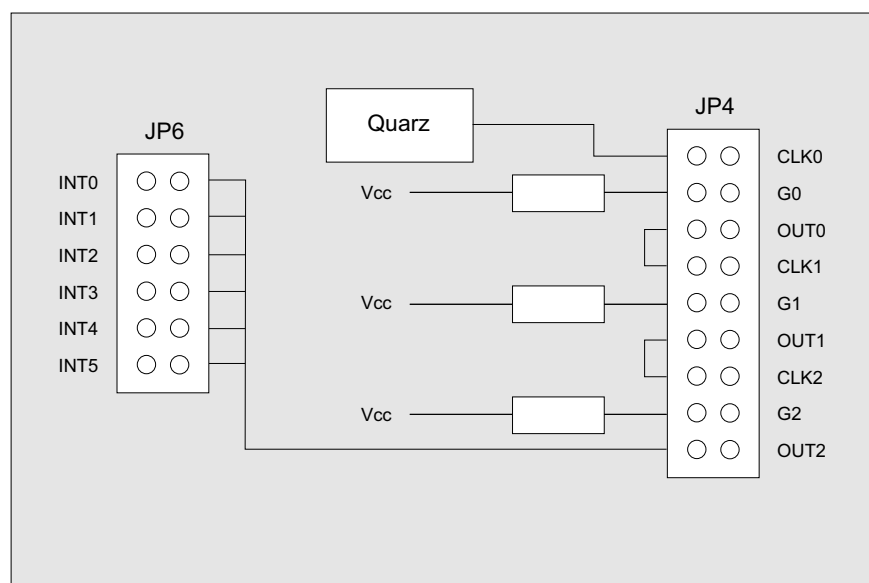 JP6
INT0
INT1
INT2
INT3
INT4
INT5
Quarz
Vcc
Vcc
Vcc
JP4
CLK0
G0
OUT0
CLK1
G1
OUT1
CLK2
G2
OUT2